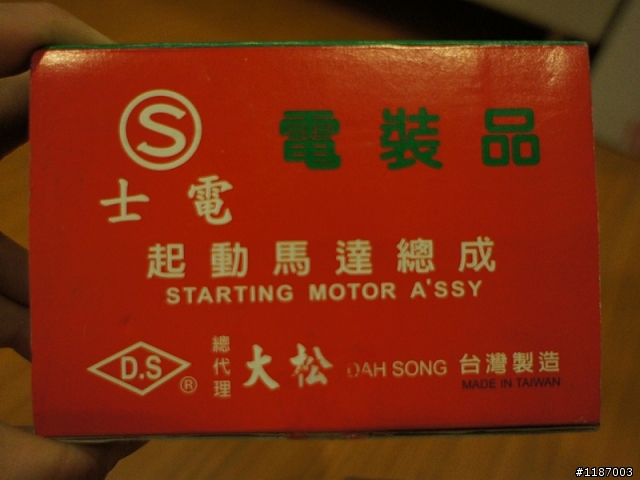 S
電裝品
士電
起動馬達總成
STARTING MOTOR A'SSY
D.S ®
總代理
大松 DAH SONG
台灣製造
MADE IN TAIWAN
#1187003